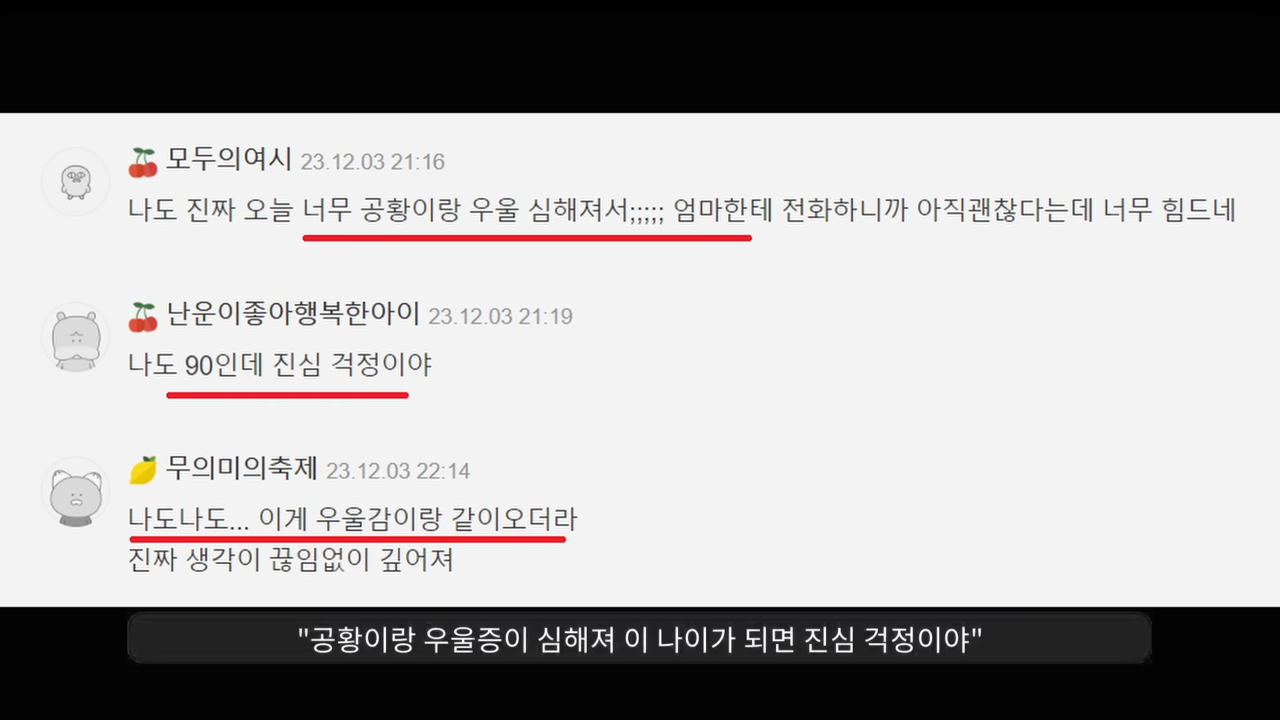 모두의여시 23.12.03 21:16
나도 진짜 오늘 너무 공황이랑 우울 심해져서;;;;; 엄마한테 전화하니까 아직괜찮다는데 너무 힘드네
난운이좋아행복한아이 23.12.03 21:19
나도 90인데 진심 걱정이야
무의미의축제 23.12.03 22:14
나도나도... 이게 우울감이랑 같이오더라
진짜 생각이 끊임없이 깊어져
"공황이랑 우울증이 심해져 이 나이가 되면 진심 걱정이야"